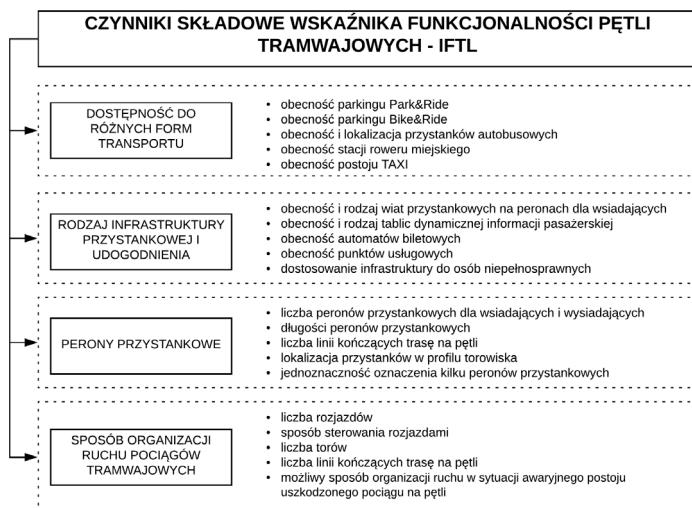 CZYNNIKI SKŁADOWE WSKAŹNIKA FUNKCJONALNOŚCI PĘTLI
TRAMWAJOWYCH - IFTL
DOSTĘPNOŚĆ DO
RÓŻNYCH FORM
TRANSPORTU
• obecność parkingu Park&Ride
• obecność parkingu Bike&Ride
• obecność i lokalizacja przystanków autobusowych
• obecność stacji roweru miejskiego
• obecność postoju TAXI
RODZAJ INFRASTRUKTURY
PRZYSTANKOWEJ I
UDOGODNIENIA
• obecność i rodzaj wiat przystankowych na peronach dla wsiadających
• obecność i rodzaj tablic dynamicznej informacji pasażerskiej
• obecność automatów biletowych
• obecność punktów usługowych
• dostosowanie infrastruktury do osób niepełnosprawnych
PERONY PRZYSTANKOWE
• liczba peronów przystankowych dla wsiadających i wysiadających
• długości peronów przystankowych
• liczba linii kończących trasę na pętli
• lokalizacja przystanków w profilu torowiska
• jednoznaczność oznaczenia kilku peronów przystankowych
SPOSÓB ORGANIZACJI
RUCHU POCIĄGÓW
TRAMWAJOWYCH
• liczba rozjazdów
• sposób sterowania rozjazdami
• liczba torów
• liczba linii kończących trasę na pętli
• możliwy sposób organizacji ruchu w sytuacji awaryjnego postoju
uszkodzonego pociągu na pętli